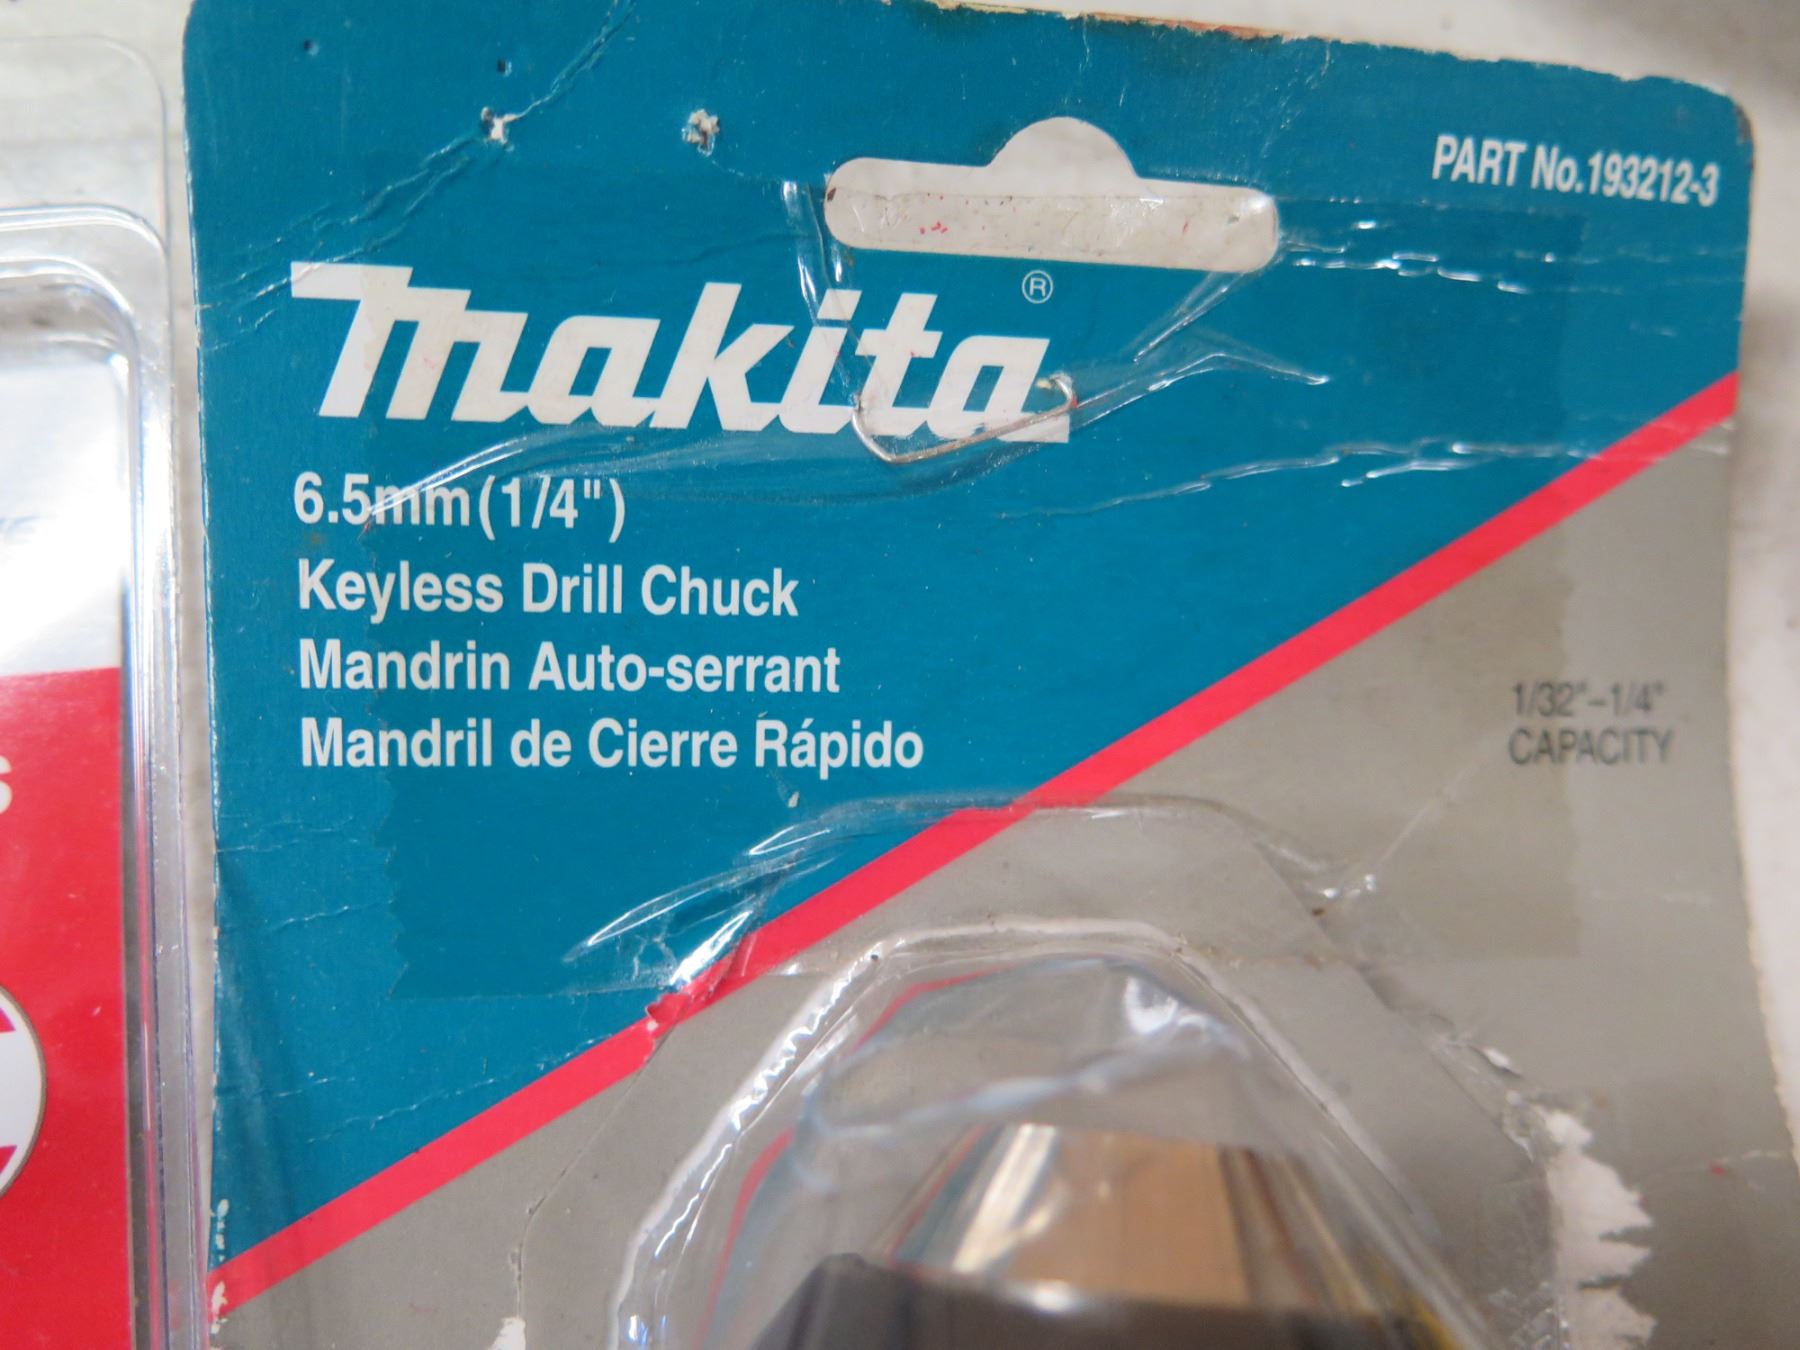 PART No.193212-3
makita®
6.5mm(1/4")
Keyless Drill Chuck
Mandrin Auto-serrant
Mandril de Cierre Rápido
1/32"–1/4"
CAPACITY